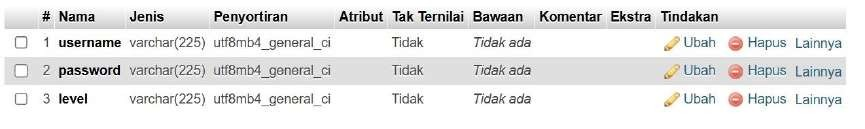 # Nama Jenis Penyortiran Atribut Tak Ternilai Bawaan Komentar Ekstra Tindakan
1 username varchar(225) utf8mb4_general_ci Tidak Tidak ada Ubah Hapus Lainnya
2 password varchar(225) utf8mb4_general_ci Tidak Tidak ada Ubah Hapus Lainnya
3 level varchar(225) utf8mb4_general_ci Tidak Tidak ada Ubah Hapus Lainnya